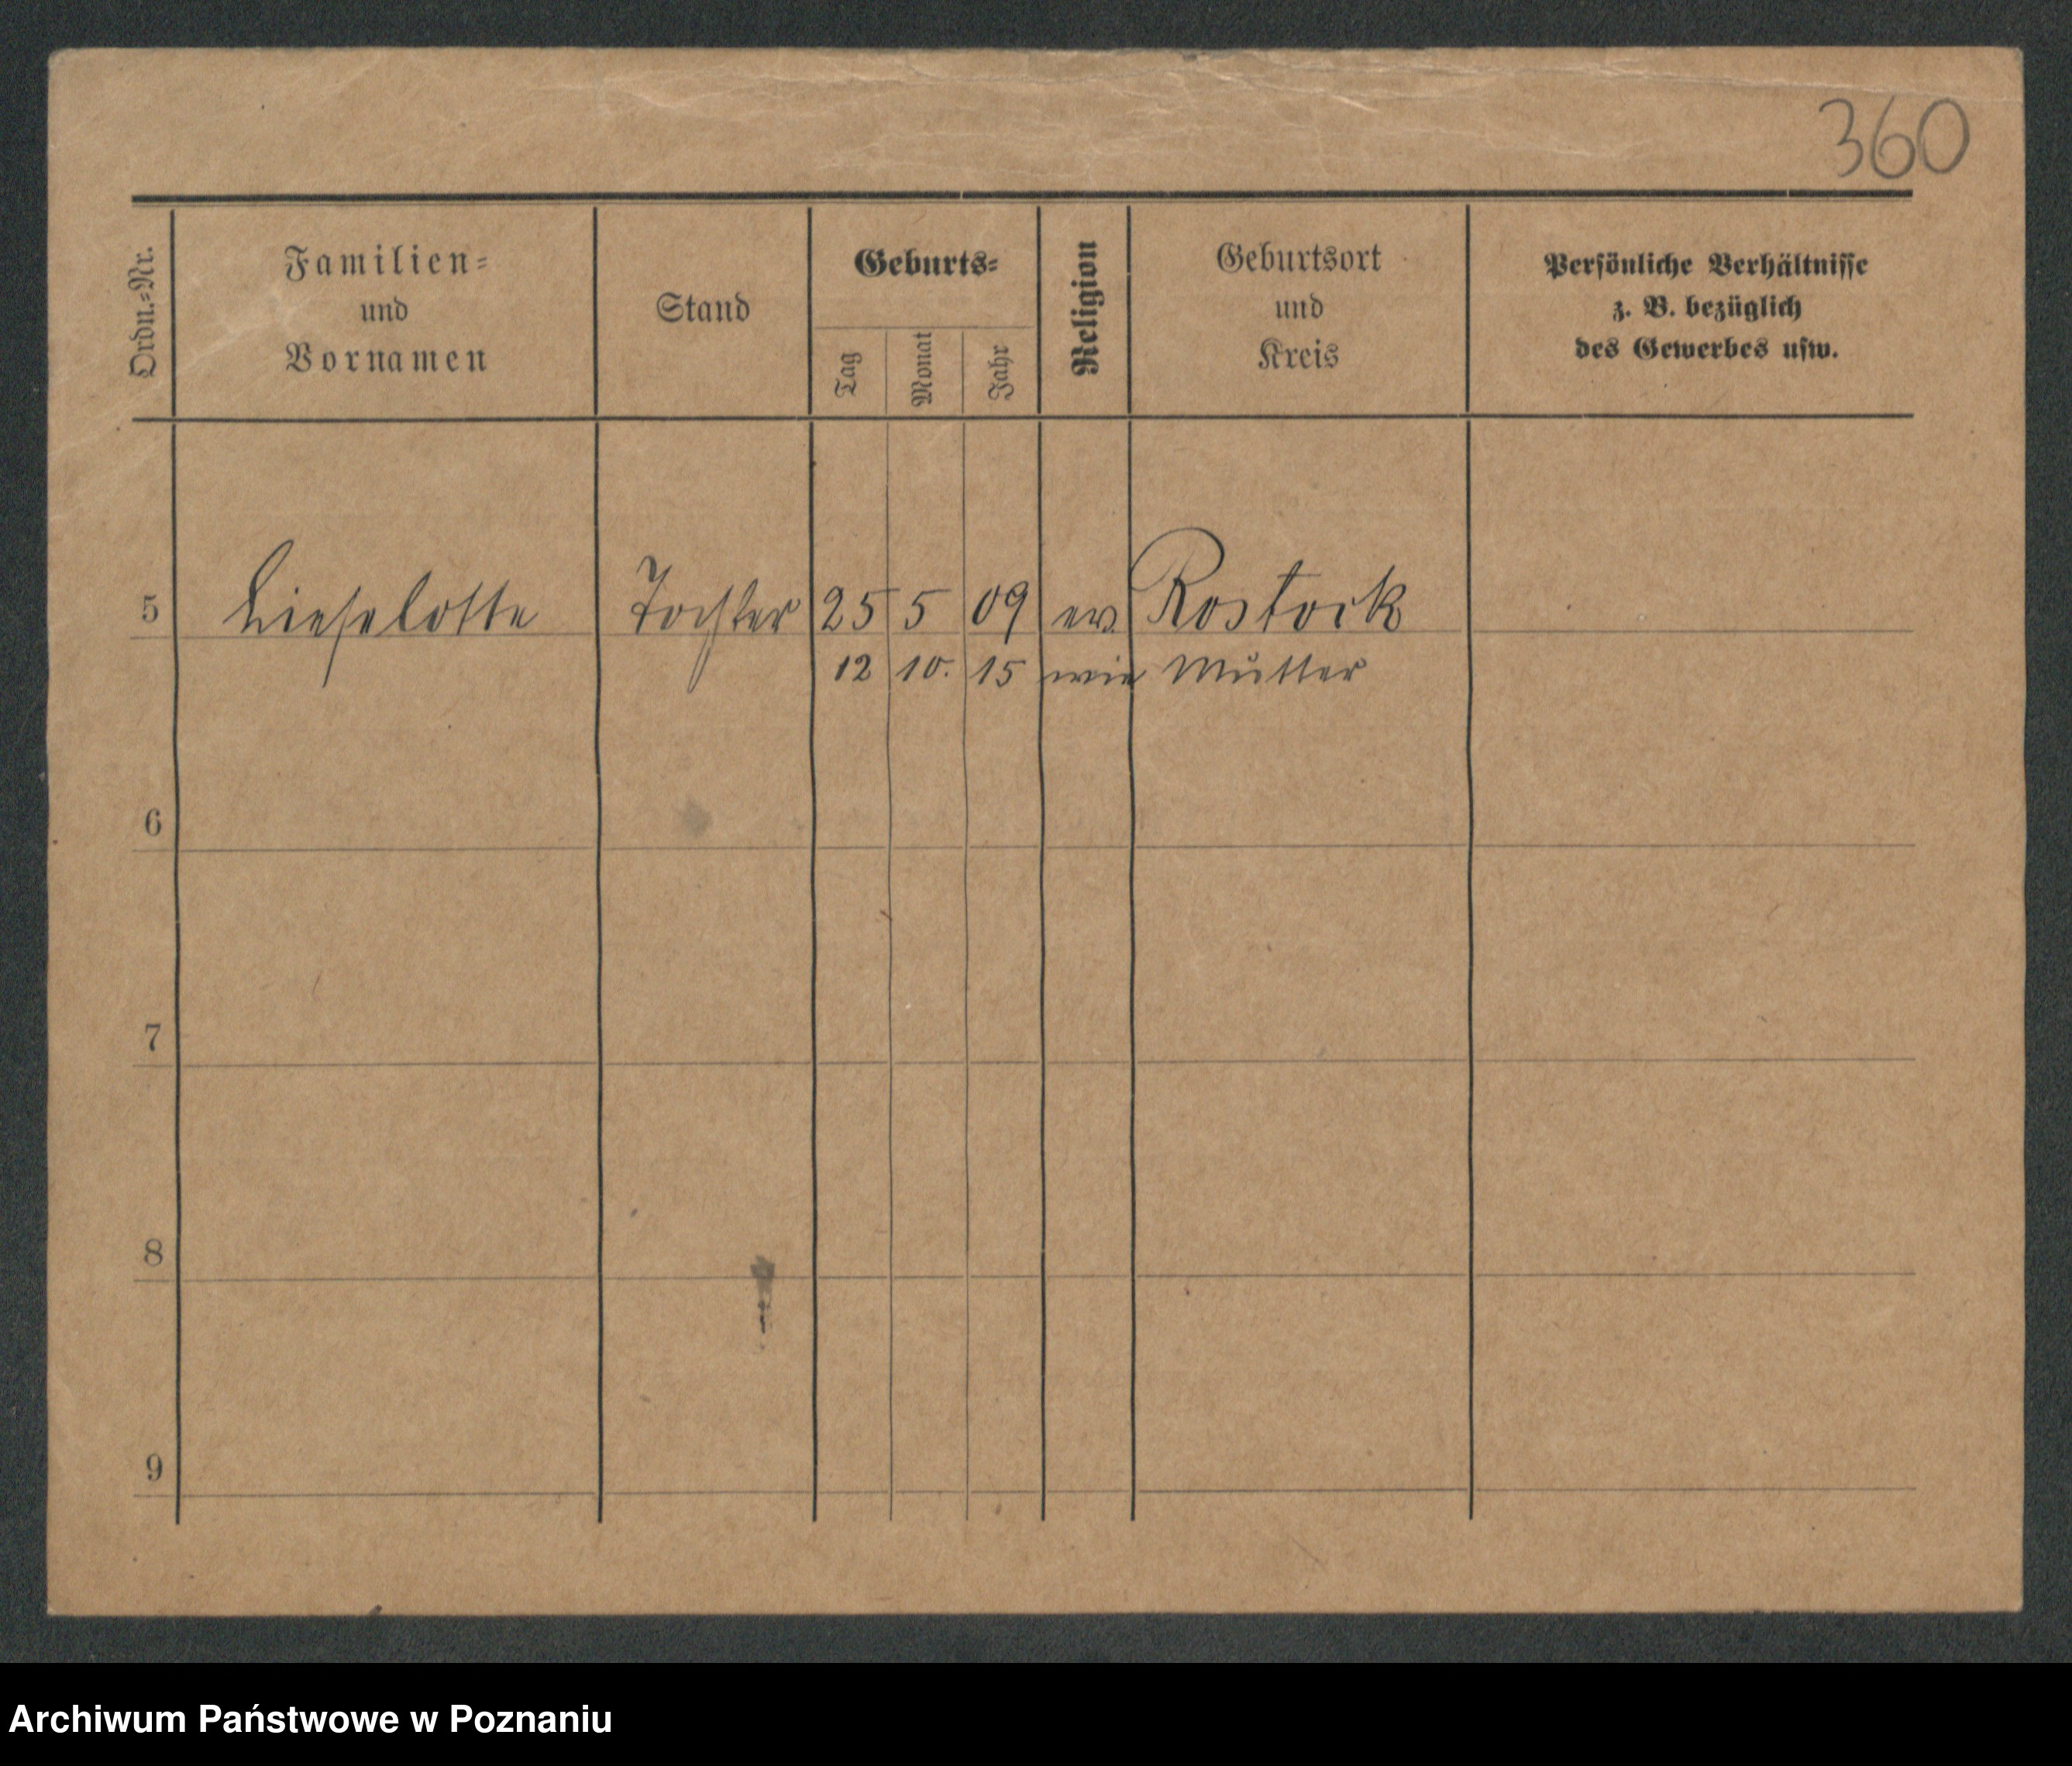 360
Ordn.=Nr.
Familien=
und
Vornamen
Stand
Geburts=
Tag
Monat
Jahr
Religion
Geburtsort
und
Kreis
Persönliche Verhältnisse
z. B. bezüglich
des Gewerbes usw.
5 Lieselotte Tochter 25 5 09 ev. Rostock
12 10. 15 wie Mutter
6
7
8
9
Archiwum Państwowe w Poznaniu